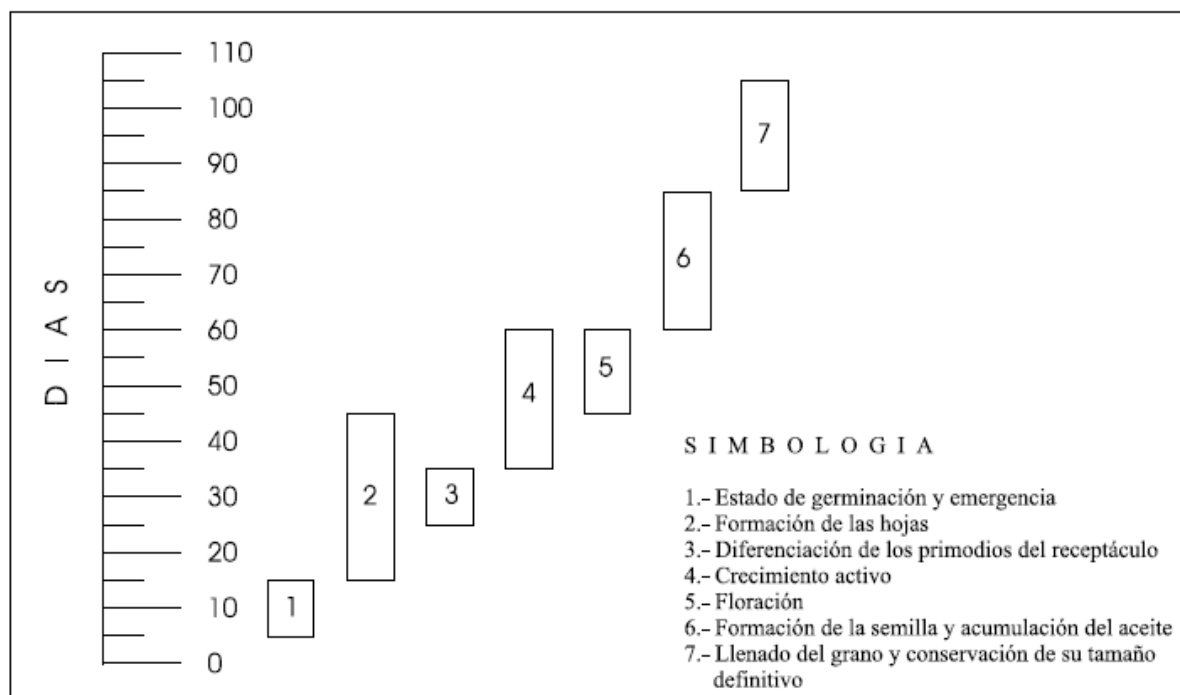 110
100
90
80
70
60
50
40
30
20
10
0
DIAS
1
2
3
4
5
6
7
SIMBOLOGIA
1.- Estado de germinación y emergencia
2.- Formación de las hojas
3.- Diferenciación de los primodios del receptáculo
4.- Crecimiento activo
5.- Floración
6.- Formación de la semilla y acumulación del aceite
7.- Llenado del grano y conservación de su tamaño
definitivo